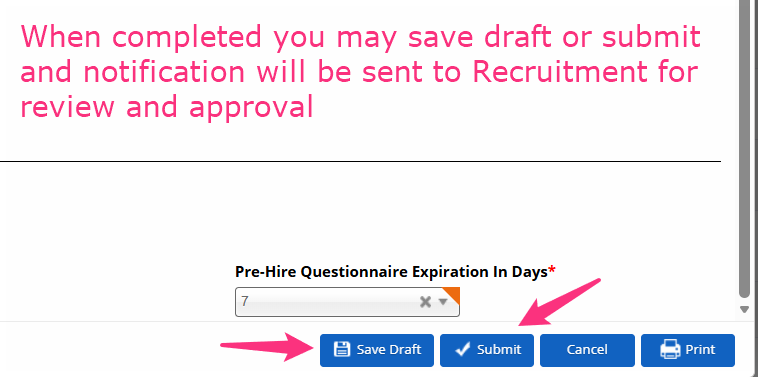 When completed you may save draft or submit
and notification will be sent to Recruitment for
review and approval
Pre-Hire Questionnaire Expiration In Days*
7
Save Draft Submit Cancel Print